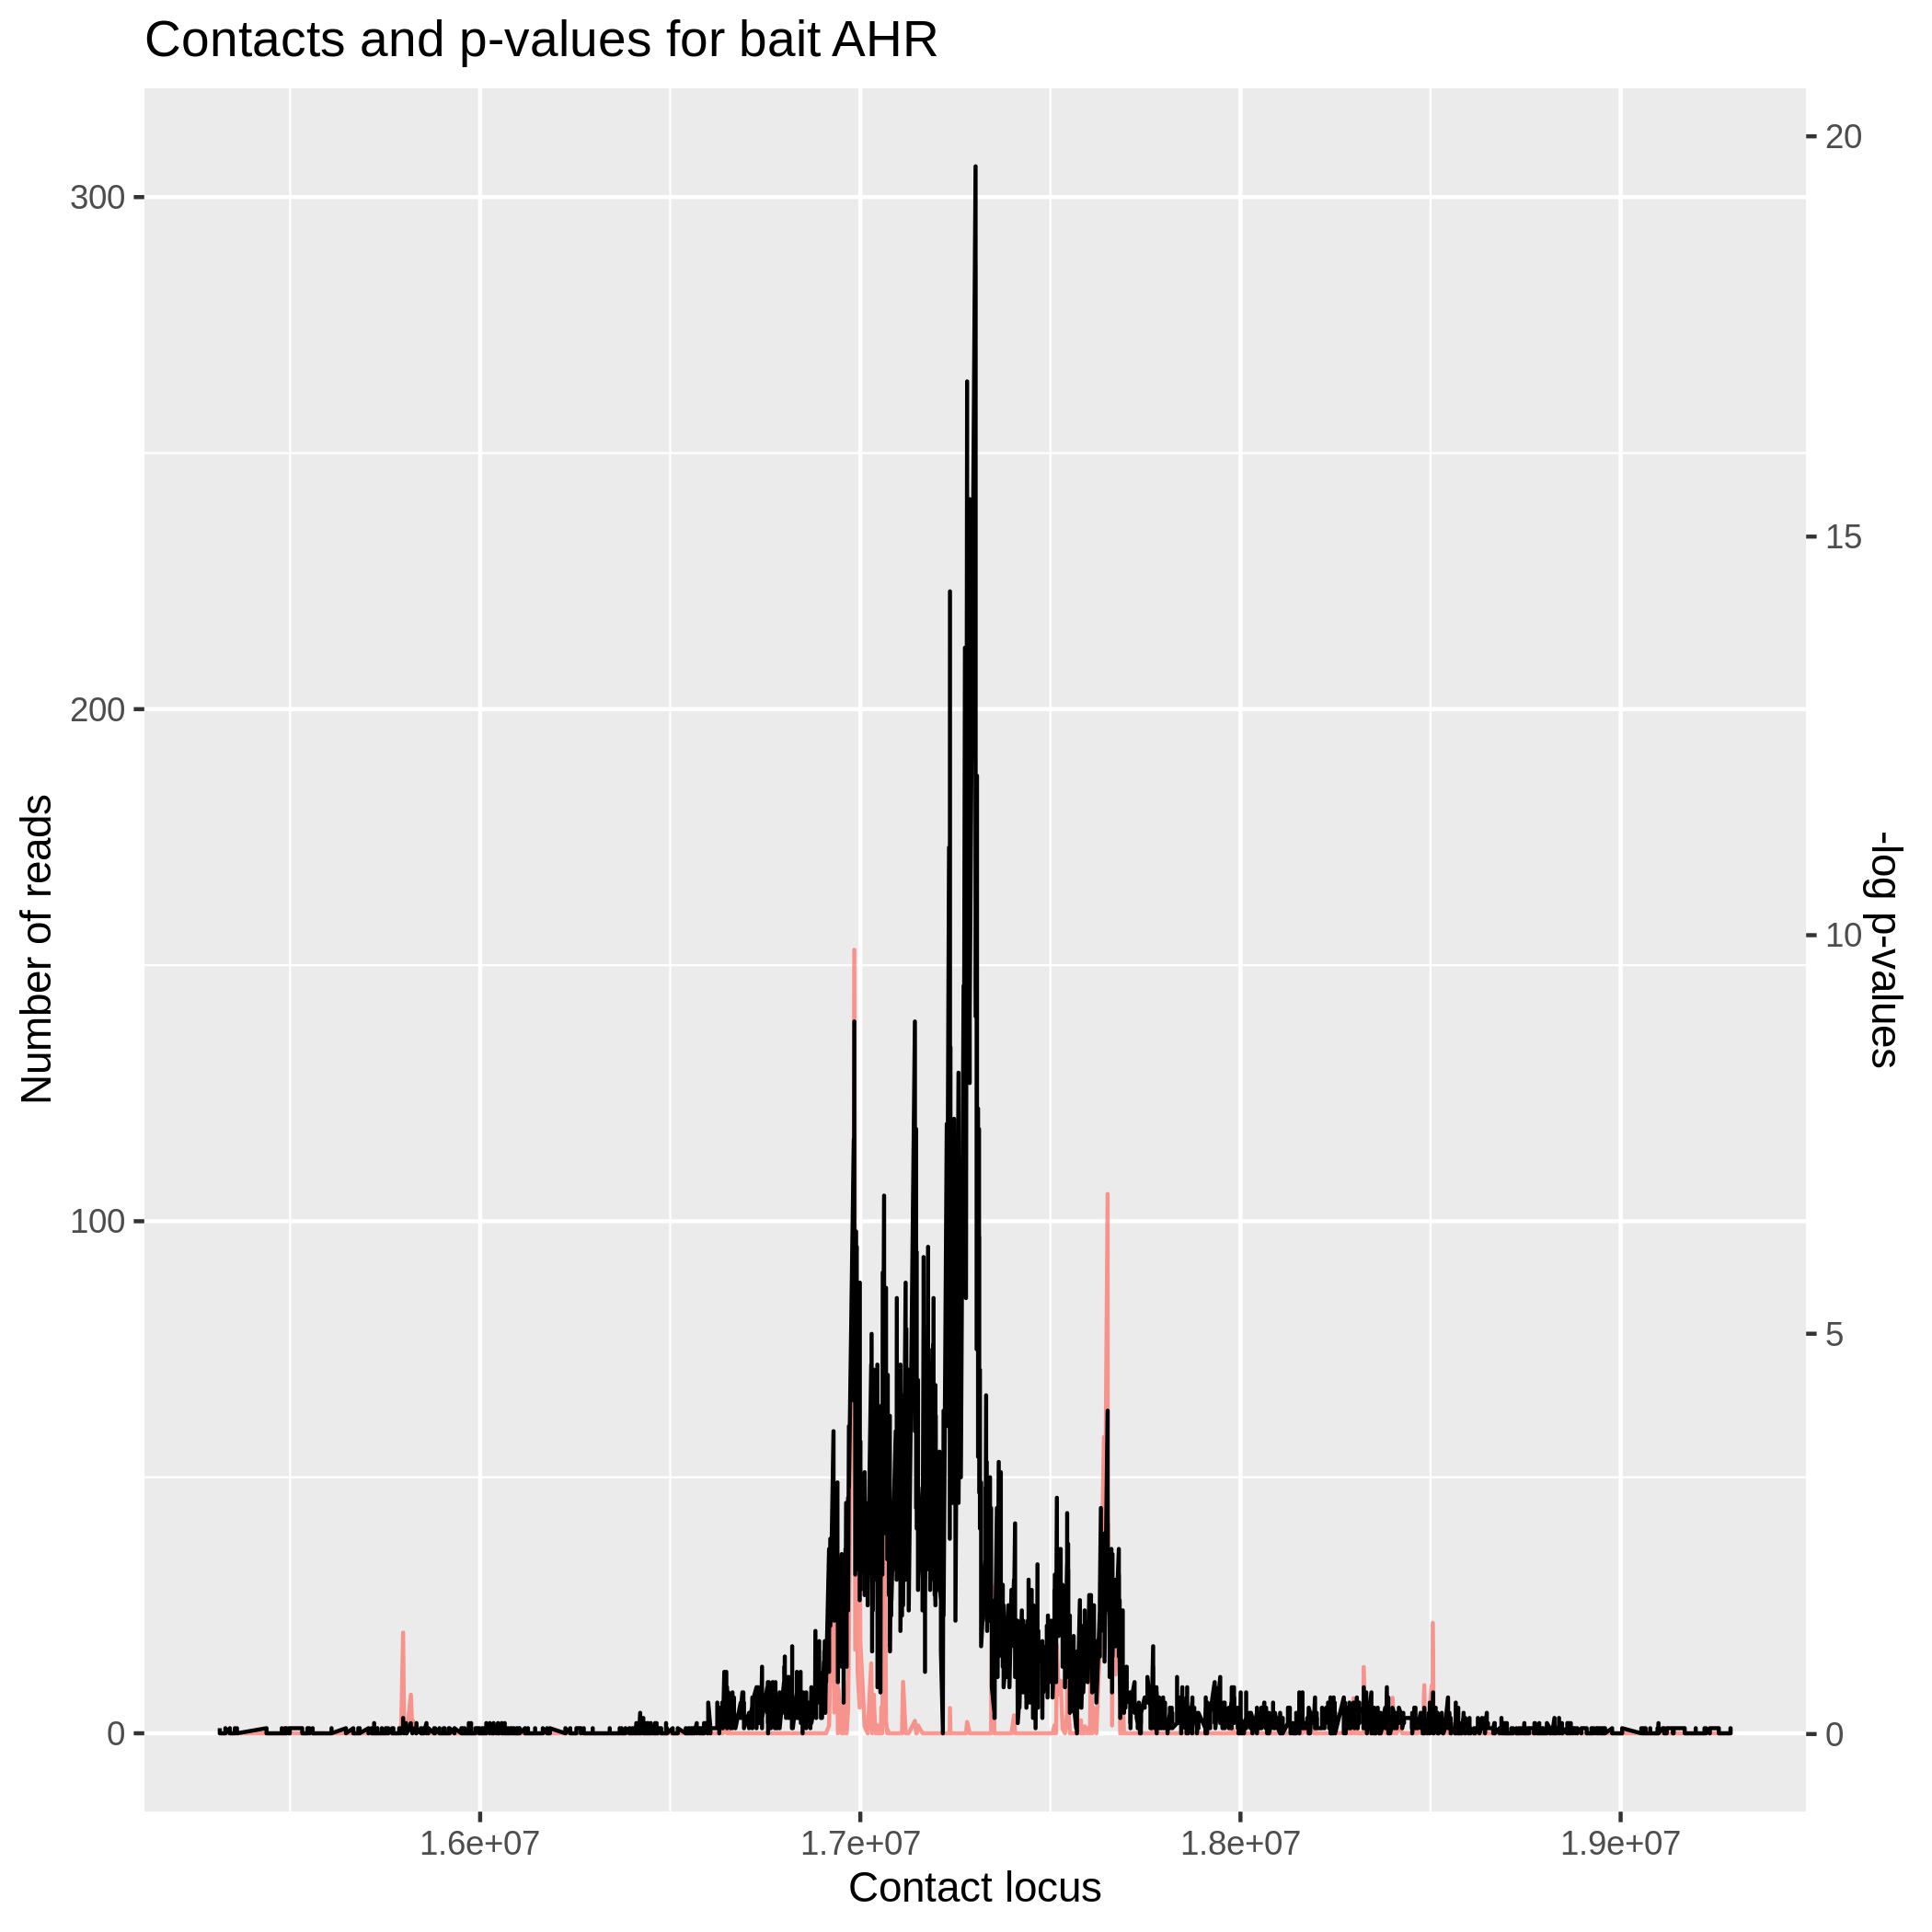 Contacts and p-values for bait AHR
300
200
100
0
Number of reads
20
15
10
5
0
-log p-values
1.6e+07
1.7e+07
1.8e+07
1.9e+07
Contact locus